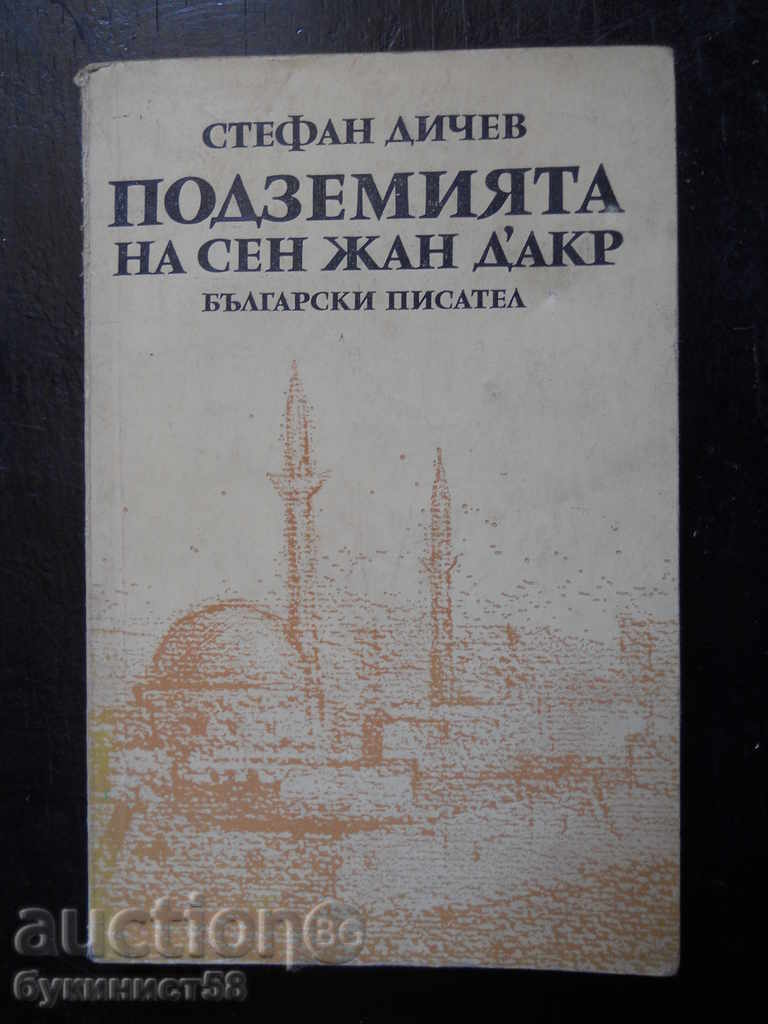 СТЕФАН ДИЧЕВ
ПОДЗЕМИЯТА
НА СЕН ЖАН Д'АКР
БЪЛГАРСКИ ПИСАТЕЛ
auction BG
букинист58